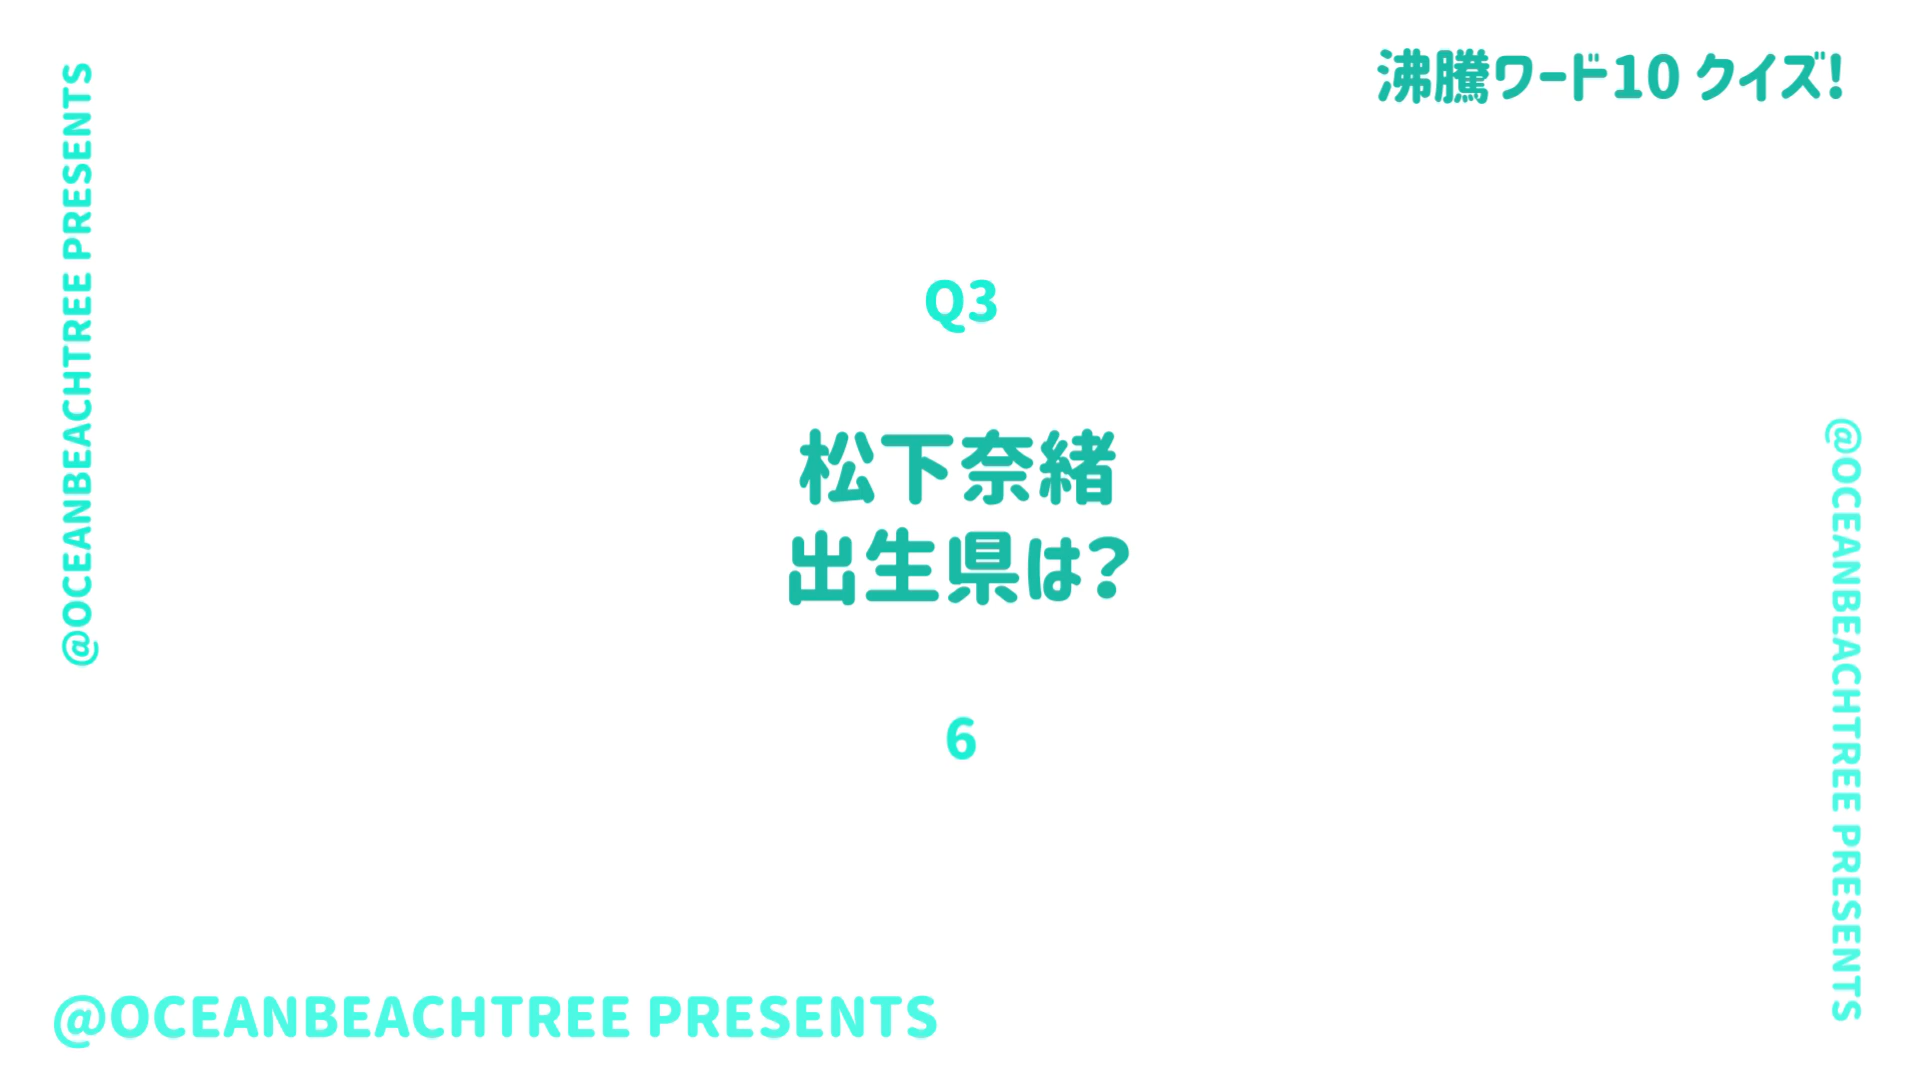 沸騰ワード10 クイズ!
@OCEANBEACHTREE PRESENTS
Q3
松下奈緒
出生県は?
6
@OCEANBEACHTREE PRESENTS
@OCEANBEACHTREE PRESENTS